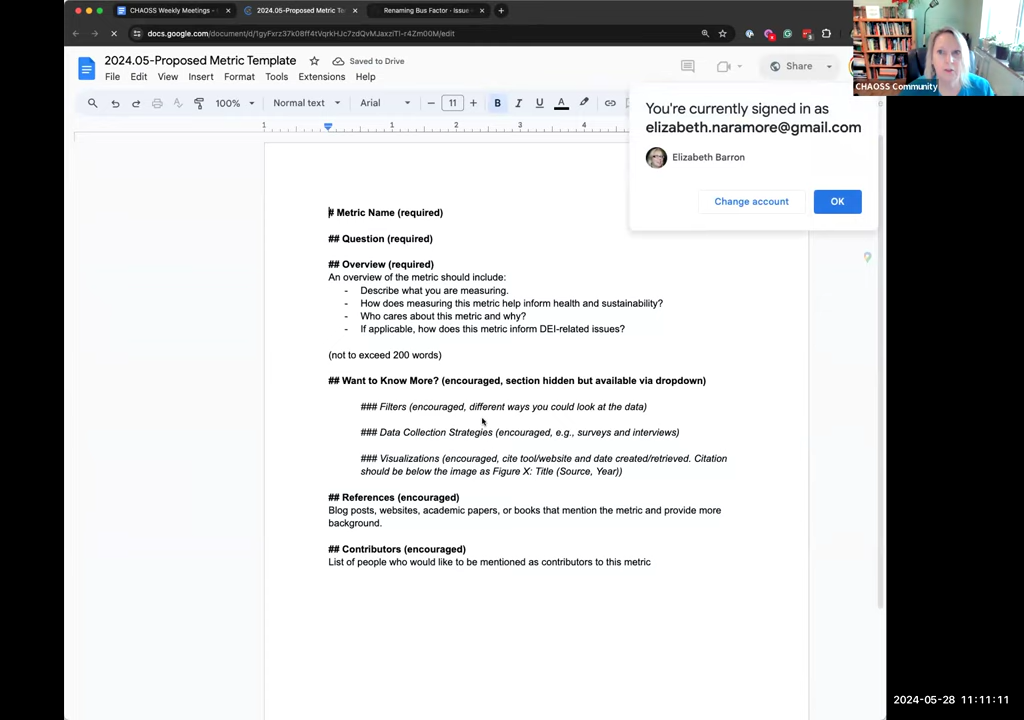 CHAOSS Weekly Meetings -
2024.05-Proposed Metric Te
Renaming Bus Factor · Issue
docs.google.com/document/d/1gyFxrz37k08ff4tVqrkHJc7zdQvMJaxziTl-r4Zm00M/edit
2024.05-Proposed Metric Template
Saved to Drive
Share
File Edit View Insert Format Tools Extensions Help
100% Normal text Arial 11 B I U A
1 1 2 3 4
CHAOSS Community
You're currently signed in as
elizabeth.naramore@gmail.com
Elizabeth Barron
Change account OK
# Metric Name (required)
## Question (required)
## Overview (required)
An overview of the metric should include:
- Describe what you are measuring.
- How does measuring this metric help inform health and sustainability?
- Who cares about this metric and why?
- If applicable, how does this metric inform DEI-related issues?
(not to exceed 200 words)
## Want to Know More? (encouraged, section hidden but available via dropdown)
### Filters (encouraged, different ways you could look at the data)
### Data Collection Strategies (encouraged, e.g., surveys and interviews)
### Visualizations (encouraged, cite tool/website and date created/retrieved. Citation
should be below the image as Figure X: Title (Source, Year))
## References (encouraged)
Blog posts, websites, academic papers, or books that mention the metric and provide more
background.
## Contributors (encouraged)
List of people who would like to be mentioned as contributors to this metric
2024-05-28 11:11:11